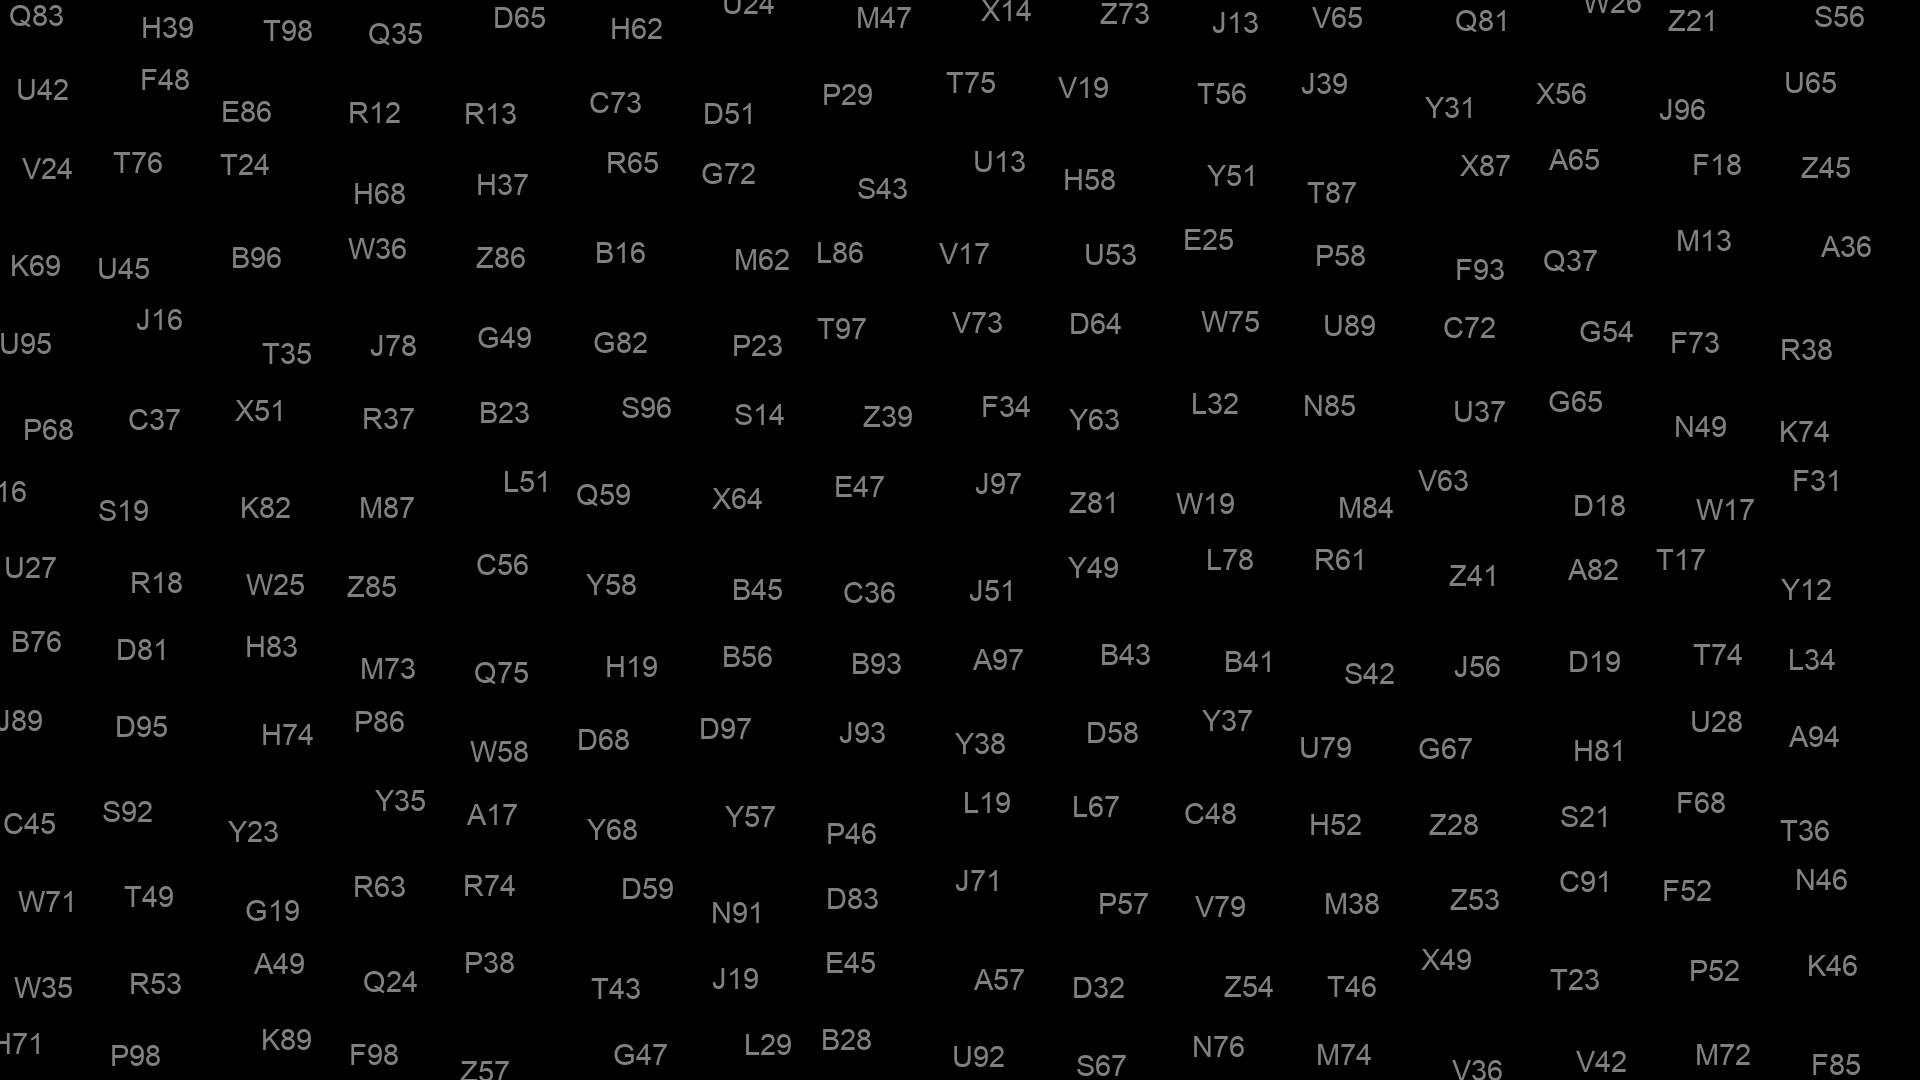 Q83 H39 T98 Q35 D65 H62 U24 M47 X14 Z73 J13 V65 Q81 W26 Z21 S56
U42 F48 E86 R12 R13 C73 D51 P29 T75 V19 T56 J39 Y31 X56 J96 U65
V24 T76 T24 H68 H37 R65 G72 S43 U13 H58 Y51 T87 X87 A65 F18 Z45
K69 U45 B96 W36 Z86 B16 M62 L86 V17 U53 E25 P58 F93 Q37 M13 A36
U95 J16 T35 J78 G49 G82 P23 T97 V73 D64 W75 U89 C72 G54 F73 R38
P68 C37 X51 R37 B23 S96 S14 Z39 F34 Y63 L32 N85 U37 G65 N49 K74
16 S19 K82 M87 L51 Q59 X64 E47 J97 Z81 W19 M84 V63 D18 W17 F31
U27 R18 W25 Z85 C56 Y58 B45 C36 J51 Y49 L78 R61 Z41 A82 T17 Y12
B76 D81 H83 M73 Q75 H19 B56 B93 A97 B43 B41 S42 J56 D19 T74 L34
J89 D95 H74 P86 W58 D68 D97 J93 Y38 D58 Y37 U79 G67 H81 U28 A94
C45 S92 Y23 Y35 A17 Y68 Y57 P46 L19 L67 C48 H52 Z28 S21 F68 T36
W71 T49 G19 R63 R74 D59 N91 D83 J71 P57 V79 M38 Z53 C91 F52 N46
W35 R53 A49 Q24 P38 T43 J19 E45 A57 D32 Z54 T46 X49 T23 P52 K46
H71 P98 K89 F98 Z57 G47 L29 B28 U92 S67 N76 M74 V36 V42 M72 F85